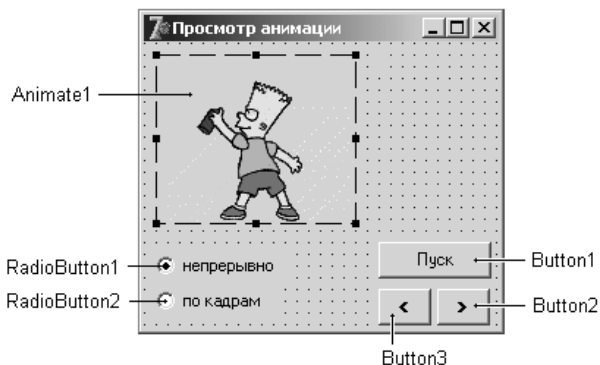 Просмотр анимации
Animate1
RadioButton1
непрерывно
Пуск
Button1
RadioButton2
по кадрам
<
>
Button2
Button3